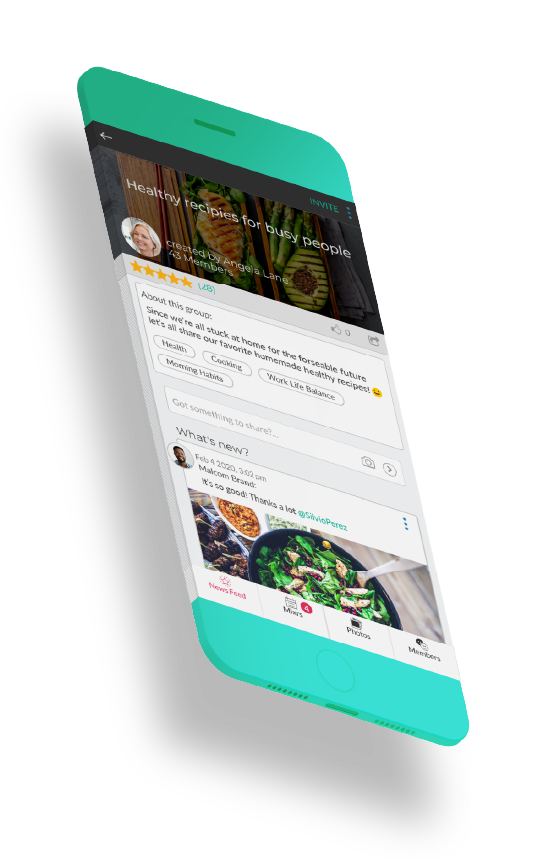 INVITE
Healthy recipies for busy people
created by Angela Lane
43 Members
(28)
0
About this group:
Since we're all stuck at home for the forseeble future
let's all share our favorite homemade healthy recipes! 😀
Health
Cooking
Work Life Balance
Morning Habits
Got something to share?...
What's new?
Feb 4 2020, 3:02 pm
Malcom Brand:
It's so good! Thanks a lot @SilvioPerez
News Feed
4
Photos
Members